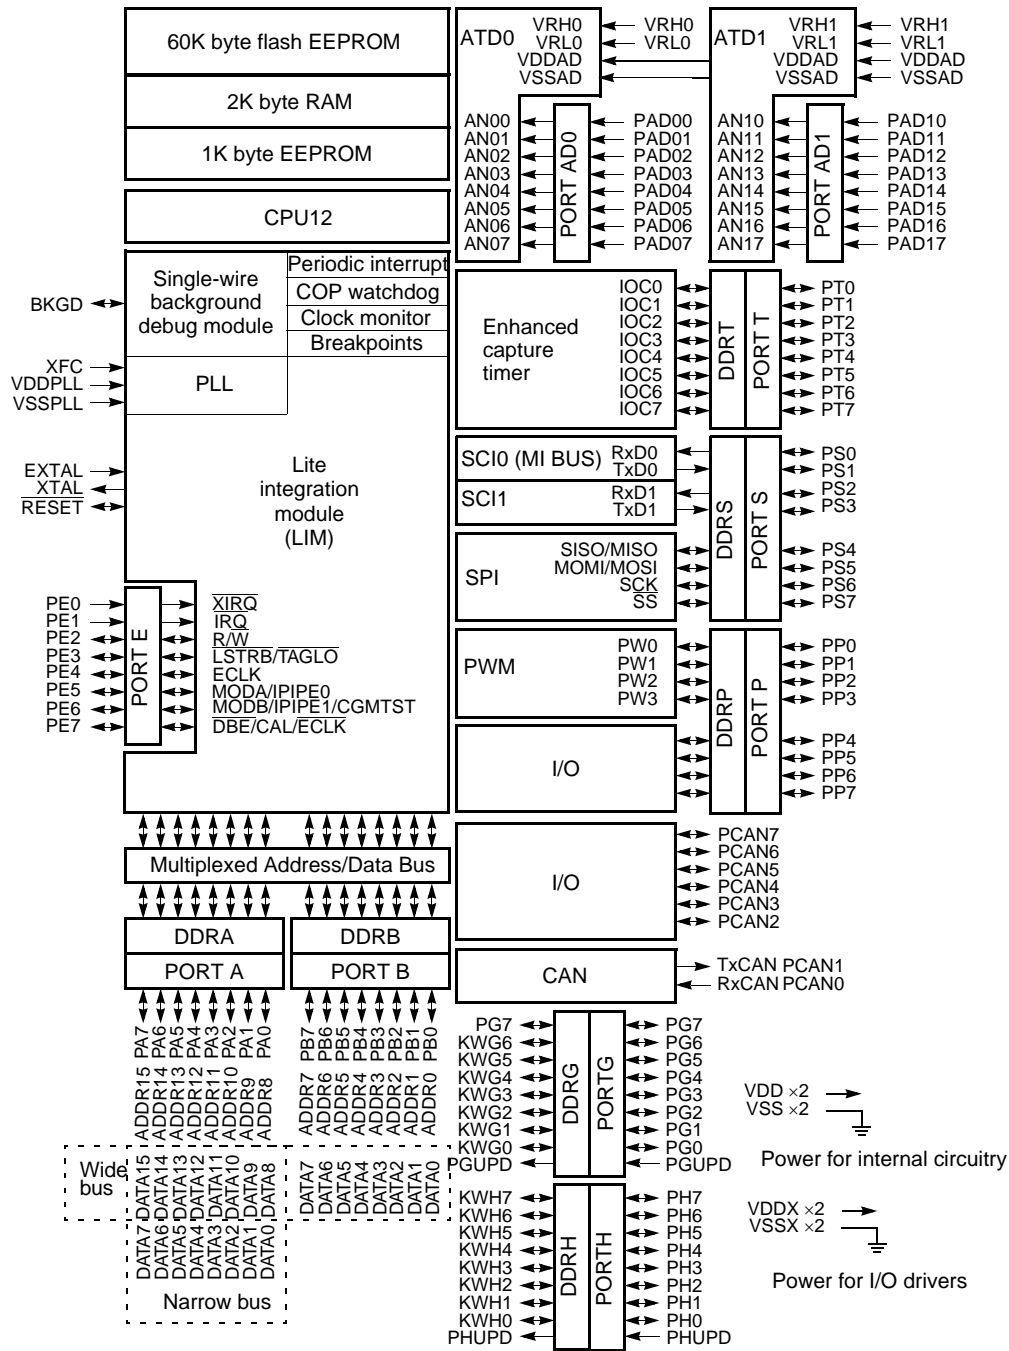 60K byte flash EEPROM
2K byte RAM
1K byte EEPROM
CPU12
ATD0
VRH0
VRL0
VDDAD
VSSAD
VRH0
VRL0
ATD1
VRH1
VRL1
VDDAD
VSSAD
VRH1
VRL1
VDDAD
VSSAD
AN00
AN01
AN02
AN03
AN04
AN05
AN06
AN07
PORT AD0
PAD00
PAD01
PAD02
PAD03
PAD04
PAD05
PAD06
PAD07
AN10
AN11
AN12
AN13
AN14
AN15
AN16
AN17
PORT AD1
PAD10
PAD11
PAD12
PAD13
PAD14
PAD15
PAD16
PAD17
BKGD
Single-wire
background
debug module
Periodic interrupt
COP watchdog
Clock monitor
Breakpoints
XFC
VDDPLL
VSSPLL
PLL
EXTAL
XTAL
RESET
Lite
integration
module
(LIM)
PE0
PE1
PE2
PE3
PE4
PE5
PE6
PE7
PORT E
XIRQ
IRQ
R/W
LSTRB/TAGLO
ECLK
MODA/IPIPE0
MODB/IPIPE1/CGMTST
DBE/CAL/ECLK
Enhanced
capture
timer
IOC0
IOC1
IOC2
IOC3
IOC4
IOC5
IOC6
IOC7
DDRT
PORT T
PT0
PT1
PT2
PT3
PT4
PT5
PT6
PT7
SCI0 (MI BUS)
RxD0
TxD0
SCI1
RxD1
TxD1
SPI
SISO/MISO
MOMI/MOSI
SCK
SS
DDRS
PORT S
PS0
PS1
PS2
PS3
PS4
PS5
PS6
PS7
PWM
PW0
PW1
PW2
PW3
I/O
DDRP
PORT P
PP0
PP1
PP2
PP3
PP4
PP5
PP6
PP7
I/O
PCAN7
PCAN6
PCAN5
PCAN4
PCAN3
PCAN2
CAN
TxCAN PCAN1
RxCAN PCAN0
Multiplexed Address/Data Bus
DDRA
DDRB
PORT A
PORT B
PA7
PA6
PA5
PA4
PA3
PA2
PA1
PA0
PB7
PB6
PB5
PB4
PB3
PB2
PB1
PB0
ADDR15
ADDR14
ADDR13
ADDR12
ADDR11
ADDR10
ADDR9
ADDR8
ADDR7
ADDR6
ADDR5
ADDR4
ADDR3
ADDR2
ADDR1
ADDR0
Wide
bus
DATA15
DATA14
DATA13
DATA12
DATA11
DATA10
DATA9
DATA8
DATA7
DATA6
DATA5
DATA4
DATA3
DATA2
DATA1
DATA0
DATA7
DATA6
DATA5
DATA4
DATA3
DATA2
DATA1
DATA0
Narrow bus
PG7
KWG6
KWG5
KWG4
KWG3
KWG2
KWG1
KWG0
PGUPD
DDRG
PORTG
PG7
PG6
PG5
PG4
PG3
PG2
PG1
PG0
PGUPD
KWH7
KWH6
KWH5
KWH4
KWH3
KWH2
KWH1
KWH0
PHUPD
DDRH
PORTH
PH7
PH6
PH5
PH4
PH3
PH2
PH1
PH0
PHUPD
VDD ×2
VSS ×2
Power for internal circuitry
VDDX ×2
VSSX ×2
Power for I/O drivers